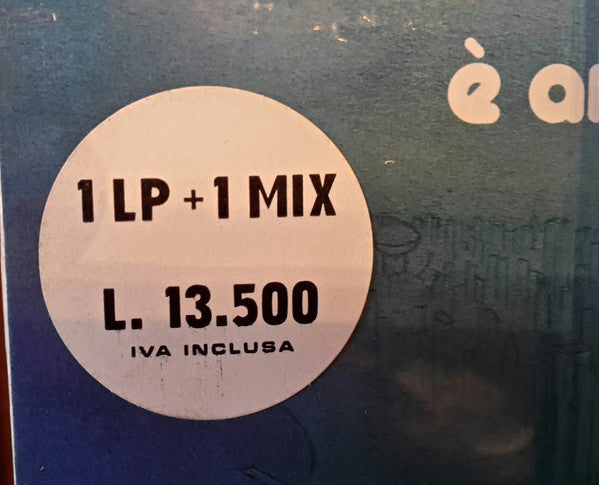 è
1 LP + 1 MIX
L. 13.500
IVA INCLUSA